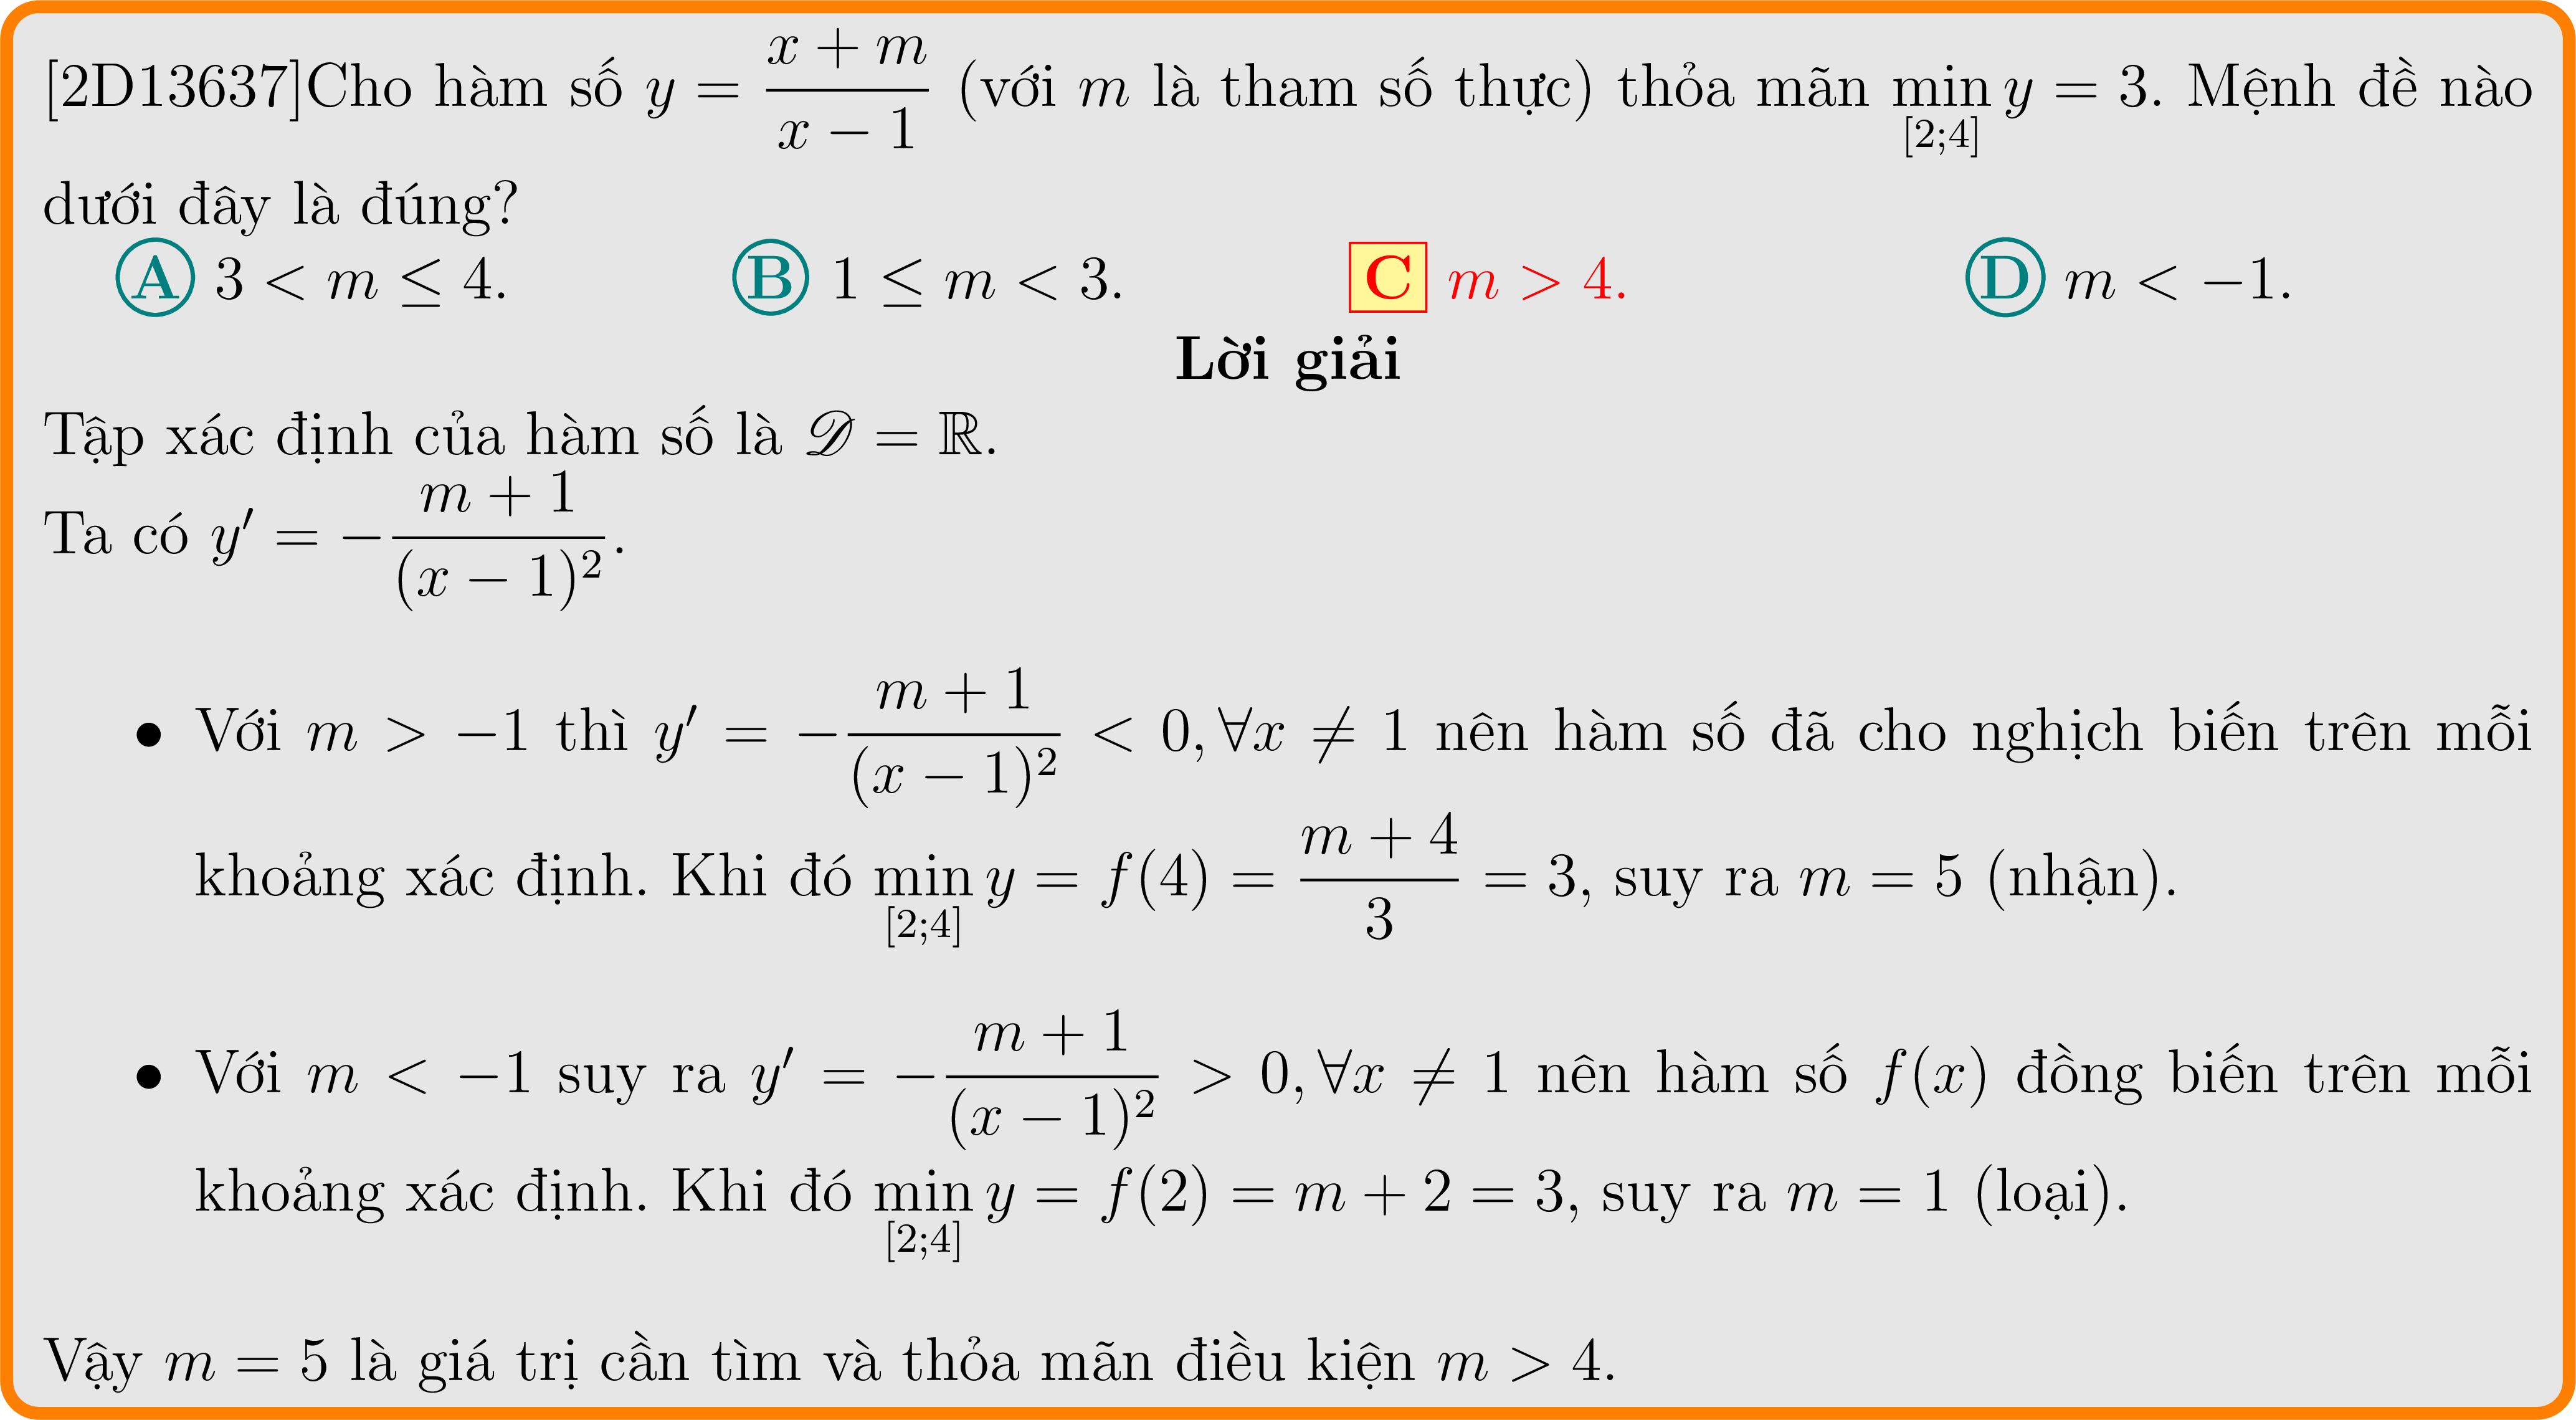 [2D13637]Cho hàm số $y = \dfrac{x+m}{x-1}$ (với $m$ là tham số thực) thỏa mãn $\min\limits_{[2;4]} y = 3$. Mệnh đề nào
dưới đây là đúng?
A $3 < m \leq 4$. B $1 \leq m < 3$. C $m > 4$. D $m < -1$.
Lời giải
Tập xác định của hàm số là $\mathscr{D} = \mathbb{R}$.
Ta có $y' = -\dfrac{m+1}{(x-1)^2}$.
• Với $m > -1$ thì $y' = -\dfrac{m+1}{(x-1)^2} < 0, \forall x \neq 1$ nên hàm số đã cho nghịch biến trên mỗi
khoảng xác định. Khi đó $\min\limits_{[2;4]} y = f(4) = \dfrac{m+4}{3} = 3$, suy ra $m = 5$ (nhận).
• Với $m < -1$ suy ra $y' = -\dfrac{m+1}{(x-1)^2} > 0, \forall x \neq 1$ nên hàm số $f(x)$ đồng biến trên mỗi
khoảng xác định. Khi đó $\min\limits_{[2;4]} y = f(2) = m + 2 = 3$, suy ra $m = 1$ (loại).
Vậy $m = 5$ là giá trị cần tìm và thỏa mãn điều kiện $m > 4$.